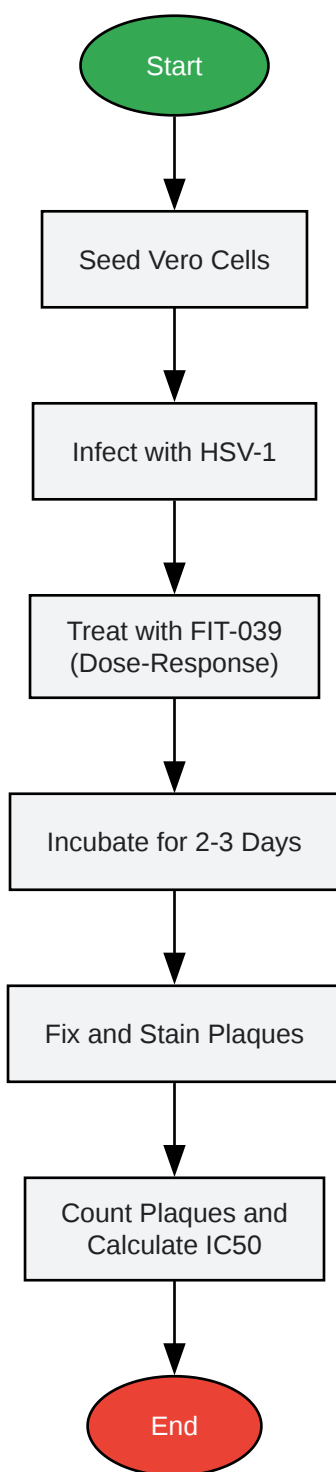 Start
Seed Vero Cells
Infect with HSV-1
Treat with FIT-039
(Dose-Response)
Incubate for 2-3 Days
Fix and Stain Plaques
Count Plaques and
Calculate IC50
End